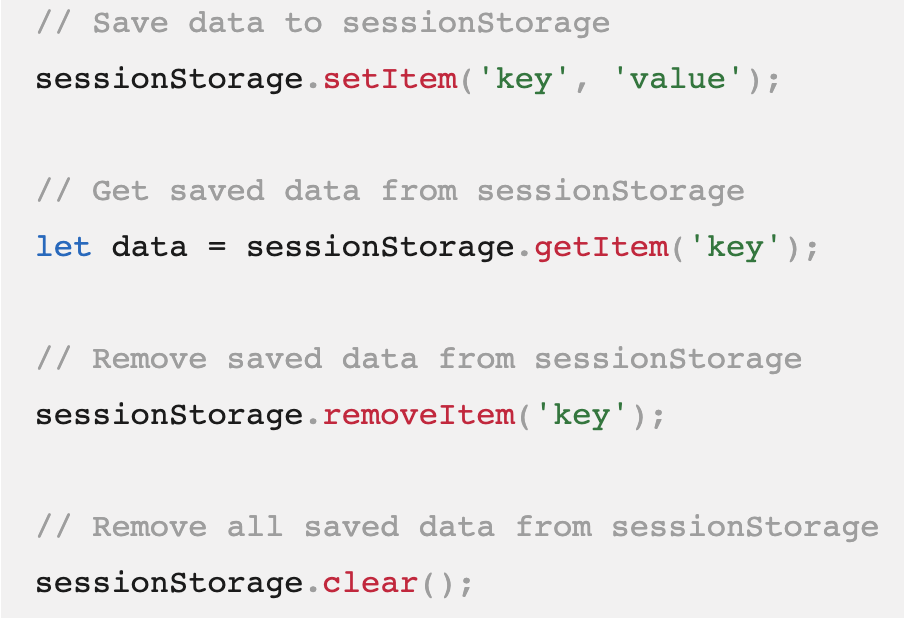 // Save data to sessionStorage
sessionStorage.setItem('key', 'value');
// Get saved data from sessionStorage
let data = sessionStorage.getItem('key');
// Remove saved data from sessionStorage
sessionStorage.removeItem('key');
// Remove all saved data from sessionStorage
sessionStorage.clear();